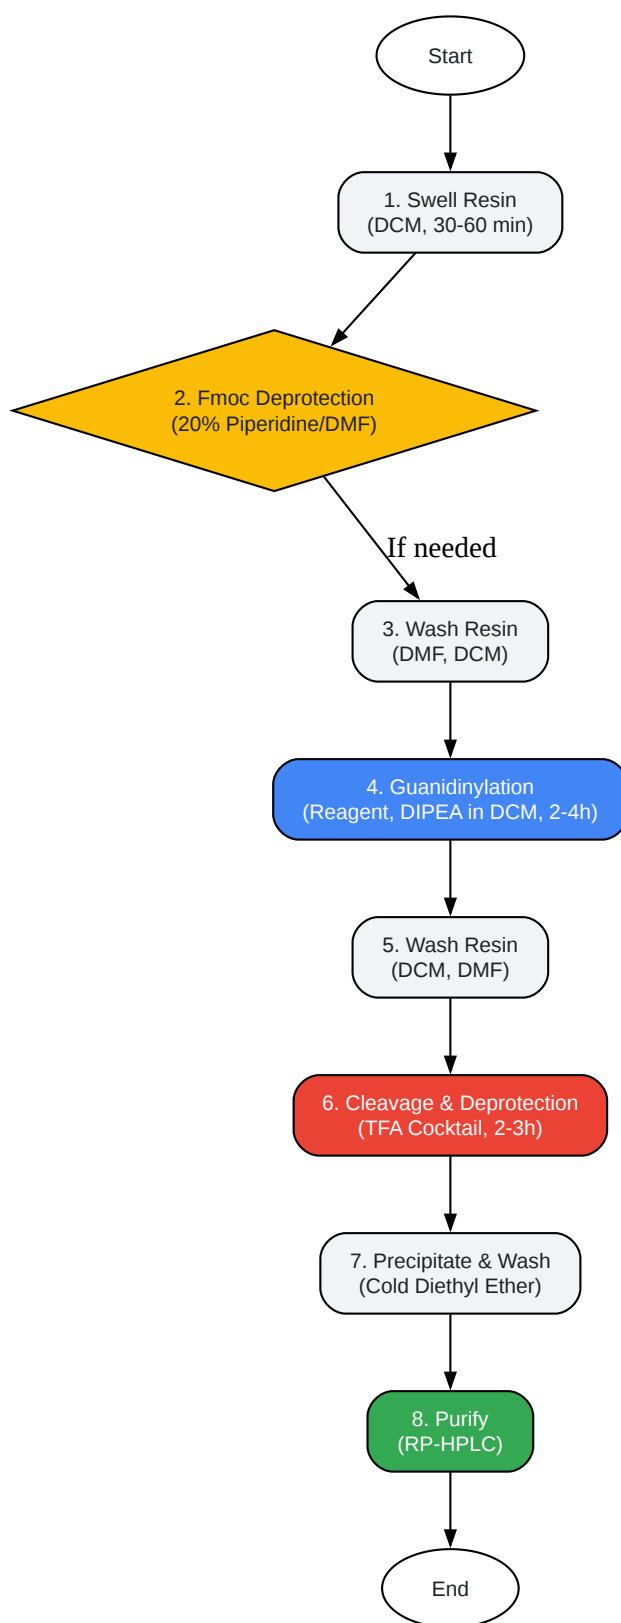 Start
1. Swell Resin
(DCM, 30-60 min)
2. Fmoc Deprotection
(20% Piperidine/DMF)
If needed
3. Wash Resin
(DMF, DCM)
4. Guanidinylation
(Reagent, DIPEA in DCM, 2-4h)
5. Wash Resin
(DCM, DMF)
6. Cleavage & Deprotection
(TFA Cocktail, 2-3h)
7. Precipitate & Wash
(Cold Diethyl Ether)
8. Purify
(RP-HPLC)
End